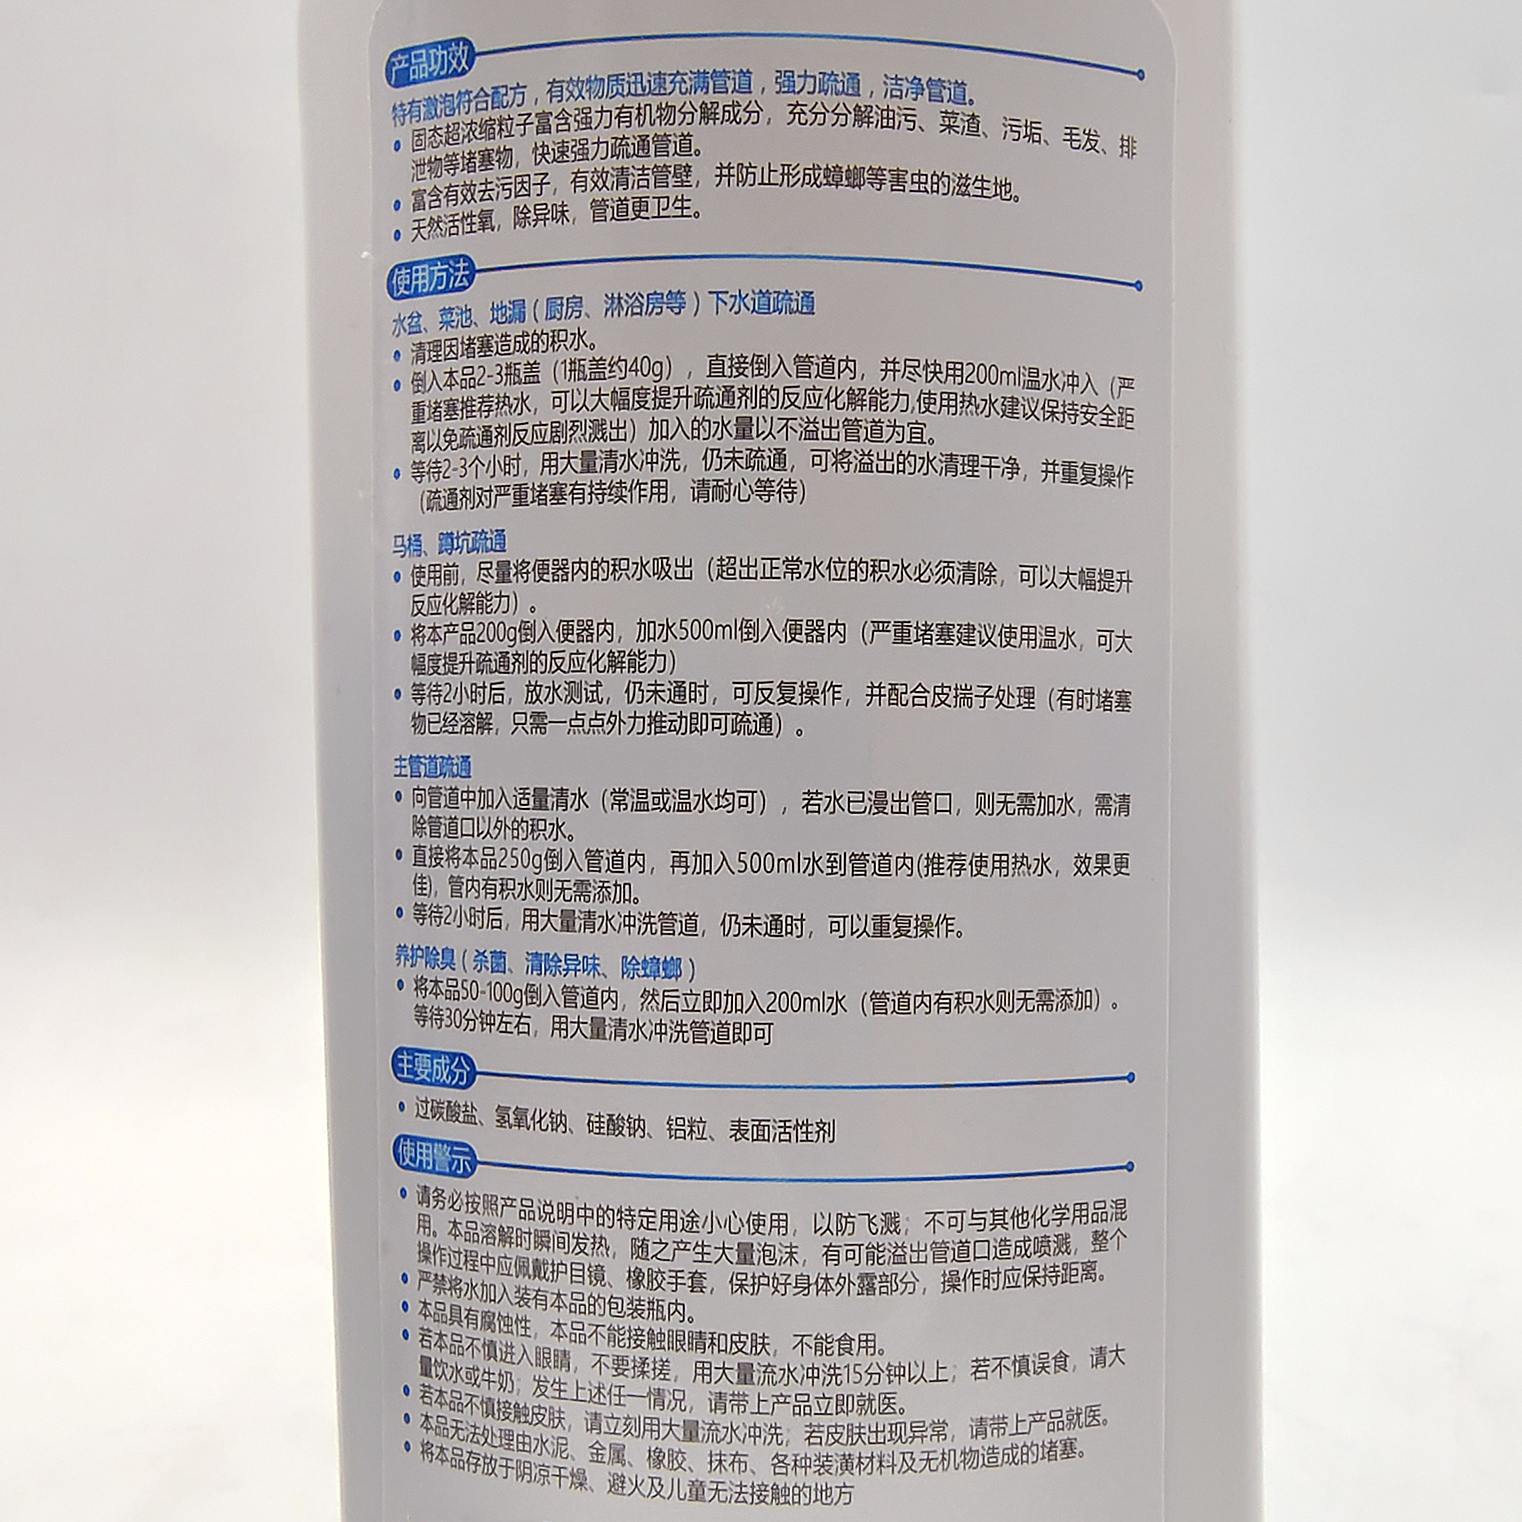 产品功效
特有激泡符合配方，有效物质迅速充满管道，强力疏通，洁净管道。
固态超浓缩粒子富含强力有机物分解成分，充分分解油污、菜渣、污垢、毛发、排
泄物等堵塞物，快速强力疏通管道。
富含有效去污因子，有效清洁管壁，并防止形成蟑螂等害虫的滋生地。
天然活性氧，除异味，管道更卫生。
使用方法
水盆、菜池、地漏（厨房、淋浴房等）下水道疏通
清理因堵塞造成的积水。
倒入本品2-3瓶盖（1瓶盖约40g），直接倒入管道内，并尽快用200ml温水冲入（严
重堵塞推荐热水，可以大幅度提升疏通剂的反应化解能力,使用热水建议保持安全距
离以免疏通剂反应剧烈溅出）加入的水量以不溢出管道为宜。
等待2-3个小时，用大量清水冲洗，仍未疏通，可将溢出的水清理干净，并重复操作
（疏通剂对严重堵塞有持续作用，请耐心等待）
马桶、蹲坑疏通
使用前，尽量将便器内的积水吸出（超出正常水位的积水必须清除，可以大幅提升
反应化解能力）。
将本产品200g倒入便器内，加水500ml倒入便器内（严重堵塞建议使用温水，可大
幅度提升疏通剂的反应化解能力）
等待2小时后，放水测试，仍未通时，可反复操作，并配合皮揣子处理（有时堵塞
物已经溶解，只需一点点外力推动即可疏通）。
主管道疏通
向管道中加入适量清水（常温或温水均可），若水已漫出管口，则无需加水，需清
除管道口以外的积水。
直接将本品250g倒入管道内，再加入500ml水到管道内(推荐使用热水，效果更
佳)，管内有积水则无需添加。
等待2小时后，用大量清水冲洗管道，仍未通时，可以重复操作。
养护除臭（杀菌、清除异味、除蟑螂）
将本品50-100g倒入管道内，然后立即加入200ml水（管道内有积水则无需添加）。
等待30分钟左右，用大量清水冲洗管道即可
主要成分
过碳酸盐、氢氧化钠、硅酸钠、铝粒、表面活性剂
使用警示
请务必按照产品说明中的特定用途小心使用，以防飞溅；不可与其他化学用品混
用。本品溶解时瞬间发热，随之产生大量泡沫，有可能溢出管道口造成喷溅，整个
操作过程中应佩戴护目镜、橡胶手套，保护好身体外露部分，操作时应保持距离。
严禁将水加入装有本品的包装瓶内。
本品具有腐蚀性，本品不能接触眼睛和皮肤，不能食用。
若本品不慎进入眼睛，不要揉搓，用大量流水冲洗15分钟以上；若不慎误食，请大
量饮水或牛奶；发生上述任一情况，请带上产品立即就医。
若本品不慎接触皮肤，请立刻用大量流水冲洗；若皮肤出现异常，请带上产品就医。
本品无法处理由水泥、金属、橡胶、抹布、各种装潢材料及无机物造成的堵塞。
将本品存放于阴凉干燥、避火及儿童无法接触的地方